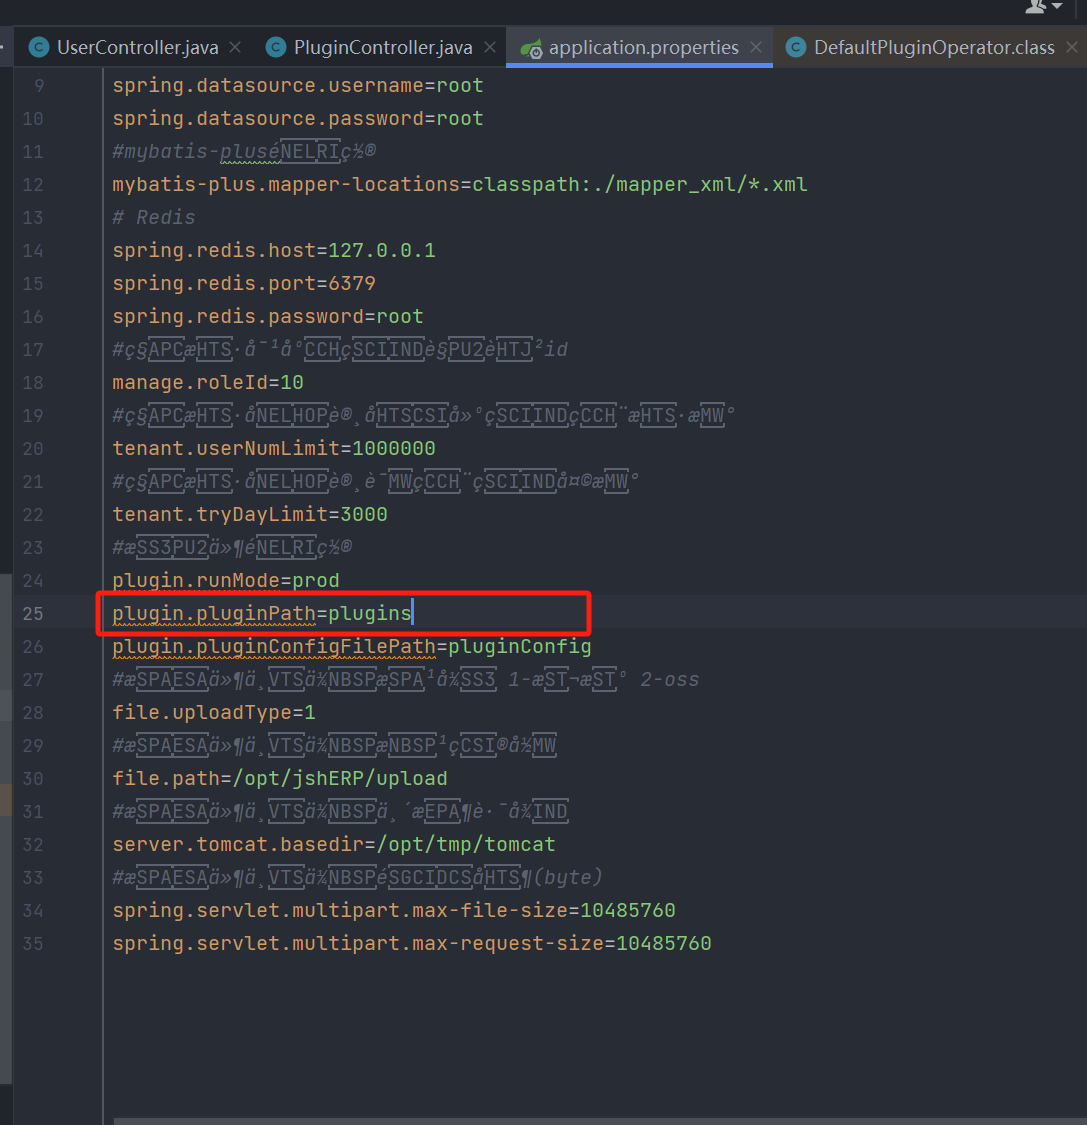 UserController.java
PluginController.java
application.properties
DefaultPluginOperator.class
9 spring.datasource.username=root
10 spring.datasource.password=root
11 #mybatis-pluséNELRIç½®
12 mybatis-plus.mapper-locations=classpath:./mapper_xml/*.xml
13 # Redis
14 spring.redis.host=127.0.0.1
15 spring.redis.port=6379
16 spring.redis.password=root
17 #ç§APCæHTS·å¯¹åºCCHçSCIINDè§PU2èHTJ²id
18 manage.roleId=10
19 #ç§APCæHTS·åNELHOPè®¸åHTSCSIå»ºçSCIINDçCCH¨æHTS·æMW°
20 tenant.userNumLimit=1000000
21 #ç§APCæHTS·åNELHOPè®¸è¯MWçCCH¨çSCIINDå¤©æMW°
22 tenant.tryDayLimit=3000
23 #æSS3PU2ä»¶éNELRIç½®
24 plugin.runMode=prod
25 plugin.pluginPath=plugins
26 plugin.pluginConfigFilePath=pluginConfig
27 #æSPAESAä»¶ä¸VTSä¼NBSPæSPA¹å¼SS3 1-æST¬æST° 2-oss
28 file.uploadType=1
29 #æSPAESAä»¶ä¸VTSä¼NBSPæNBSP¹çCSI®å½MW
30 file.path=/opt/jshERP/upload
31 #æSPAESAä»¶ä¸VTSä¼NBSPä¸´æEPA¶è·¯å¾IND
32 server.tomcat.basedir=/opt/tmp/tomcat
33 #æSPAESAä»¶ä¸VTSä¼NBSPéSGCIDCSåHTS¶(byte)
34 spring.servlet.multipart.max-file-size=10485760
35 spring.servlet.multipart.max-request-size=10485760